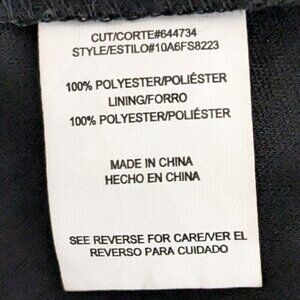 CUT/CORTE#644734
STYLE/ESTILO#10A6FS8223
100% POLYESTER/POLIÉSTER
LINING/FORRO
100% POLYESTER/POLIÉSTER
MADE IN CHINA
HECHO EN CHINA
SEE REVERSE FOR CARE/VER EL
REVERSO PARA CUIDADO